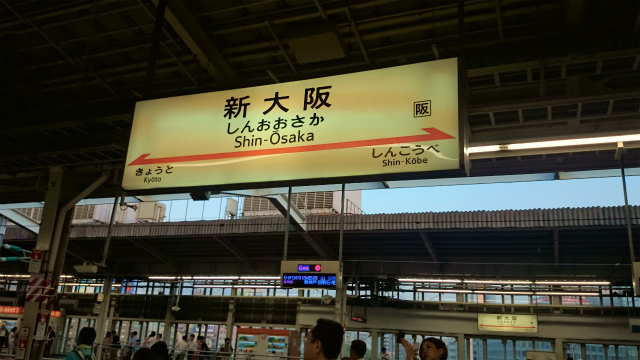 新大阪
しんおおさか
Shin-Ōsaka
阪
きょうと
Kyōto
しんこうべ
Shin-Kōbe
新大阪